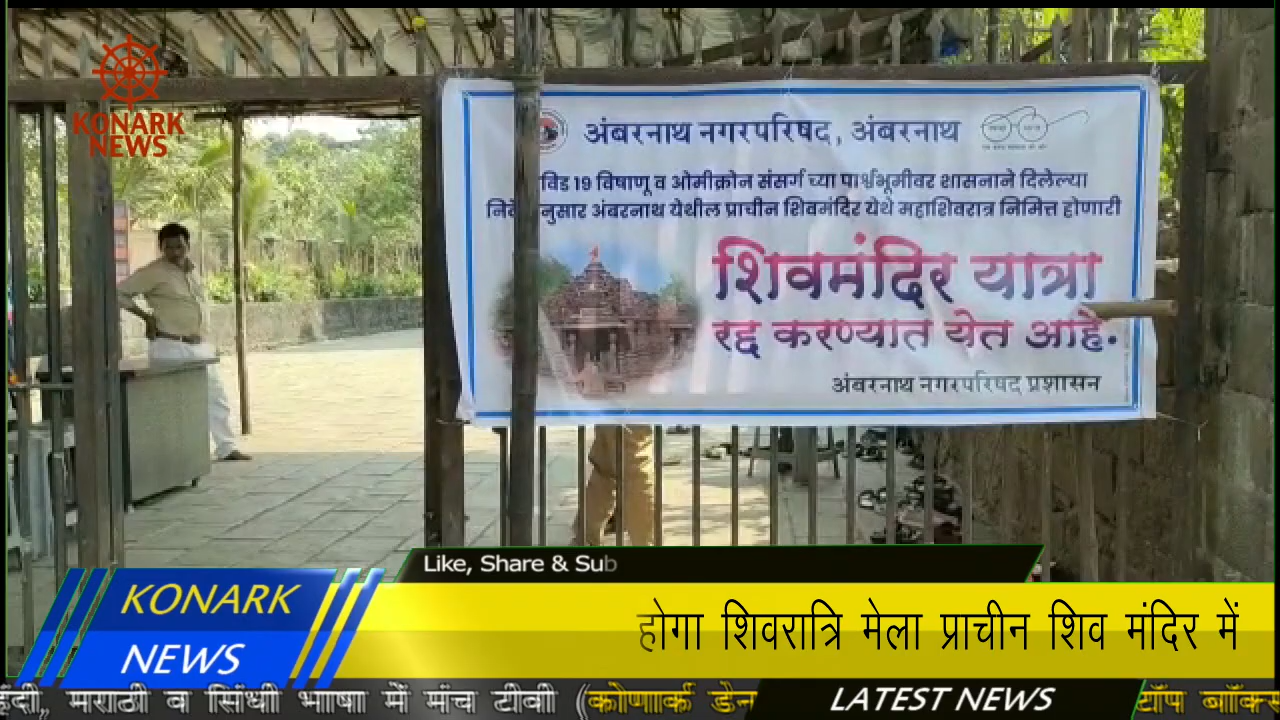 KONARK
NEWS
अंबरनाथ नगरपरिषद, अंबरनाथ
विड 19 विषाणू व ओमीक्रोन संसर्ग च्या पार्श्वभूमीवर शासनाने दिलेल्या
अंबरनाथ येथील प्राचीन शिवमंदिर येथे महाशिवरात्र निमित्त होणारी
शिवमंदिर यात्रा
रद्द करण्यात येत आहे.
अंबरनाथ नगरपरिषद प्रशासन
Like, Share & Sub
KONARK
NEWS
होगा शिवरात्रि मेला प्राचीन शिव मंदिर में
हिंदी, मराठी व सिंधी भाषा में मंच टीवी (कोणार्क डेन
LATEST NEWS
टॉप बॉक्स